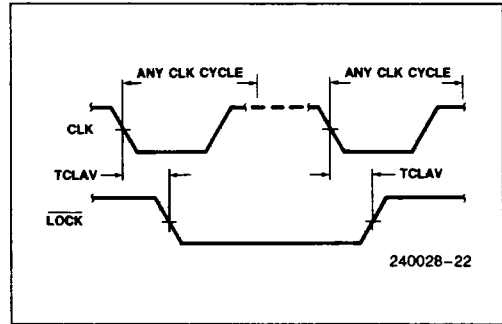 ANY CLK CYCLE ANY CLK CYCLE
CLK
TCLAV TCLAV
LOCK
240028-22